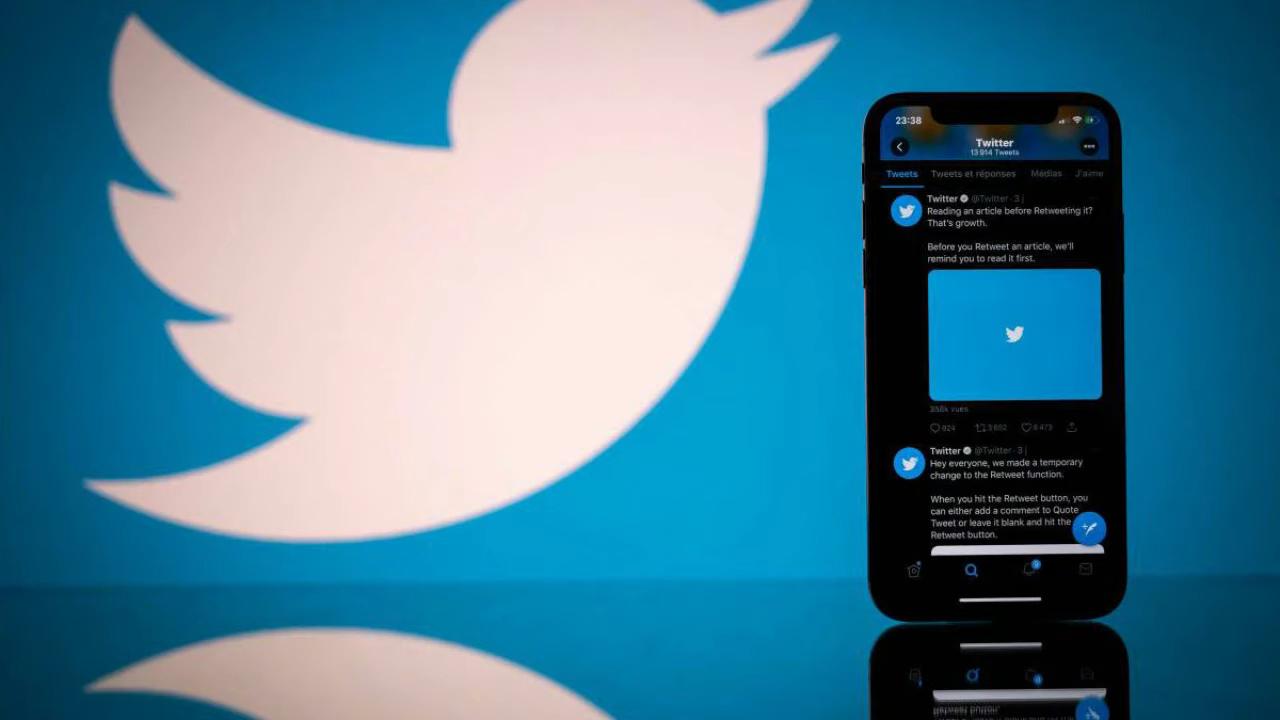 23:38
Twitter
13 914 Tweets
Tweets Tweets et réponses Médias J'aime
Twitter @Twitter · 3 j
Reading an article before Retweeting it?
That's growth.
Before you Retweet an article, we'll
remind you to read it first.
358k vues
824 3 602 8 473
Twitter @Twitter · 3 j
Hey everyone, we made a temporary
change to the Retweet function.
When you hit the Retweet button, you
can either add a comment to Quote
Tweet or leave it blank and hit the
Retweet button.